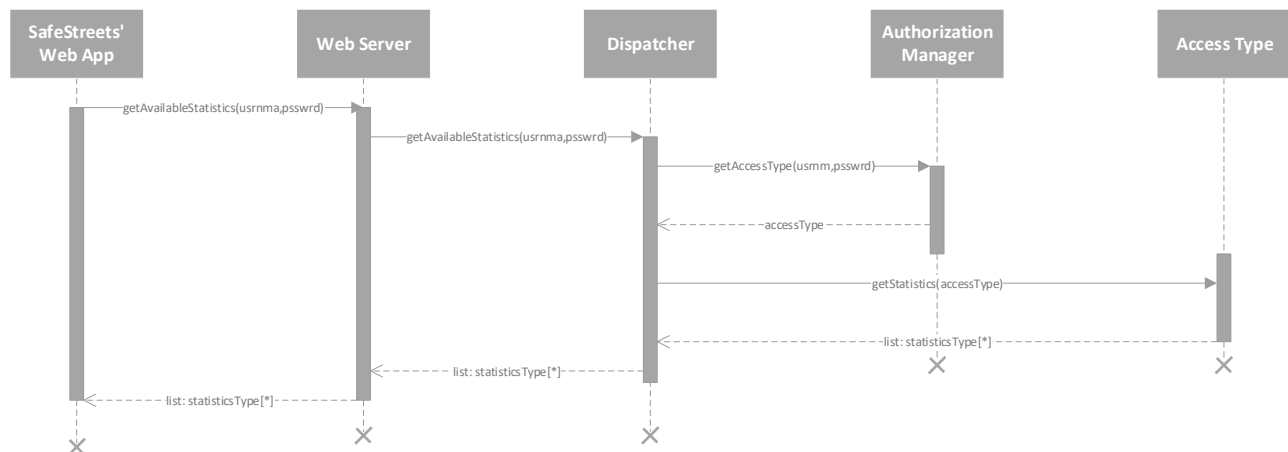 SafeStreets'
Web App
Web Server
Dispatcher
Authorization
Manager
Access Type
getAvailableStatistics(usrnma,psswrd)
getAvailableStatistics(usrnma,psswrd)
getAccessType(usrnm,psswrd)
accessType
getStatistics(accessType)
list: statisticsType[*]
list: statisticsType[*]
list: statisticsType[*]